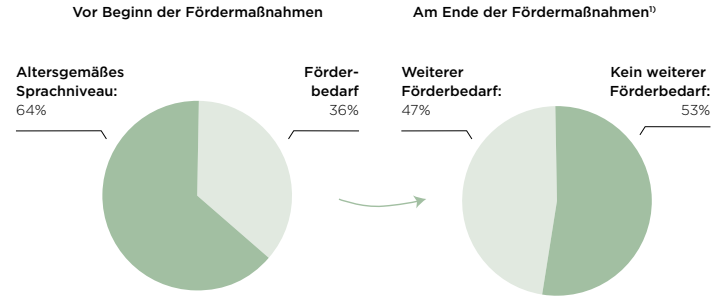 Vor Beginn der Fördermaßnahmen
Altersgemäßes
Sprachniveau:
64%
Förder-
bedarf
36%
Am Ende der Fördermaßnahmen¹⁾
Weiterer
Förderbedarf:
47%
Kein weiterer
Förderbedarf:
53%